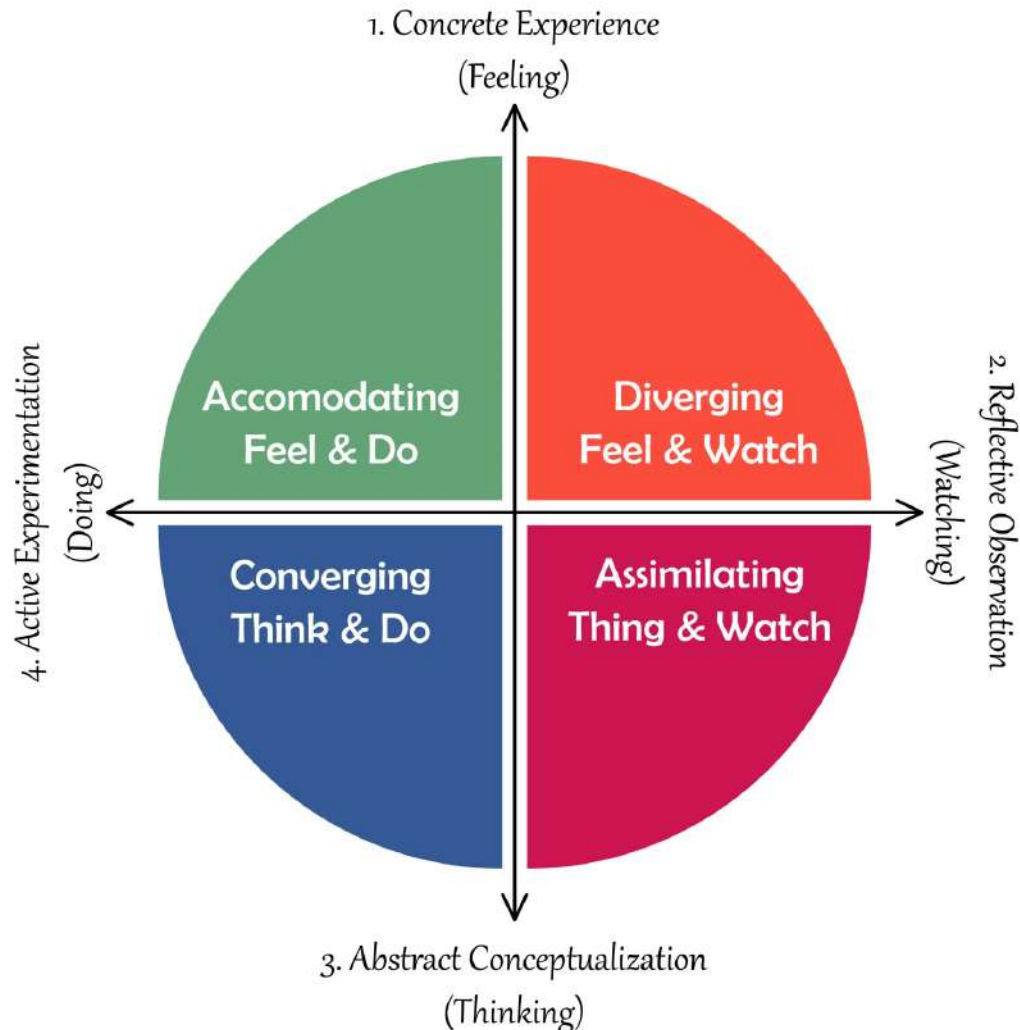 1. Concrete Experience
(Feeling)
Accomodating
Feel & Do
Diverging
Feel & Watch
4. Active Experimentation
(Doing)
2. Reflective Observation
(Watching)
Converging
Think & Do
Assimilating
Thing & Watch
3. Abstract Conceptualization
(Thinking)